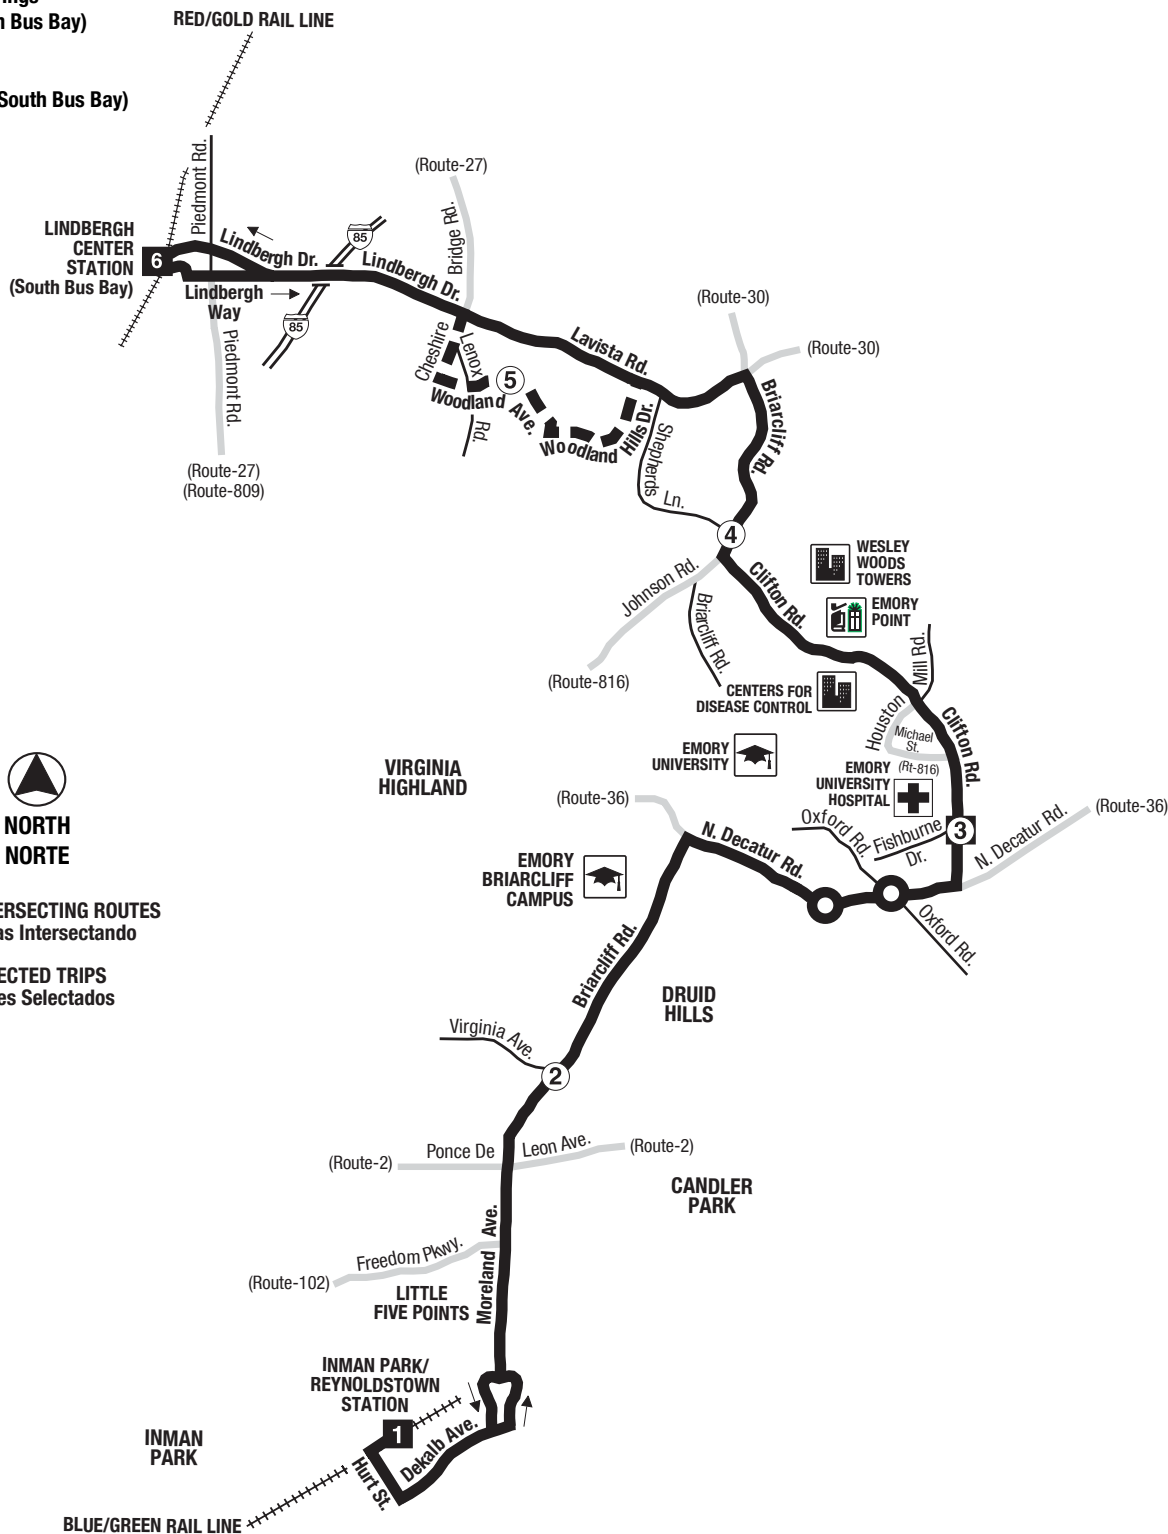 ings
n Bus Bay)
South Bus Bay)
RED/GOLD RAIL LINE
Piedmont Rd.
(Route-27)
LINDBERGH
CENTER
STATION
(South Bus Bay)
6
Lindbergh Dr.
85
Lindbergh Dr.
Bridge Rd.
Lindbergh
Way
85
Piedmont Rd.
(Route-27)
(Route-809)
Cheshire
Lenox
Rd.
5
Woodland
Ave.
Woodland
Hills Dr.
Lavista Rd.
(Route-30)
(Route-30)
Briarcliff Rd.
Shepherds
Ln.
4
Johnson Rd.
(Route-816)
Briarcliff Rd.
Clifton Rd.
WESLEY
WOODS
TOWERS
EMORY
POINT
Mill Rd.
CENTERS FOR
DISEASE CONTROL
Houston
Michael
St.
(Rt-816)
Clifton Rd.
EMORY
UNIVERSITY
EMORY
UNIVERSITY
HOSPITAL
VIRGINIA
HIGHLAND
(Route-36)
N. Decatur Rd.
Oxford Rd.
Fishburne
Dr.
3
N. Decatur Rd.
(Route-36)
Oxford Rd.
NORTH
NORTE
EMORY
BRIARCLIFF
CAMPUS
ERSECTING ROUTES
as Intersectando
ECTED TRIPS
es Selectados
Briarcliff Rd.
DRUID
HILLS
Virginia Ave.
2
(Route-2)
Ponce De
Leon Ave.
(Route-2)
CANDLER
PARK
Moreland Ave.
Freedom Pkwy.
(Route-102)
LITTLE
FIVE POINTS
INMAN PARK/
REYNOLDSTOWN
STATION
1
Dekalb Ave.
Hurt St.
INMAN
PARK
BLUE/GREEN RAIL LINE